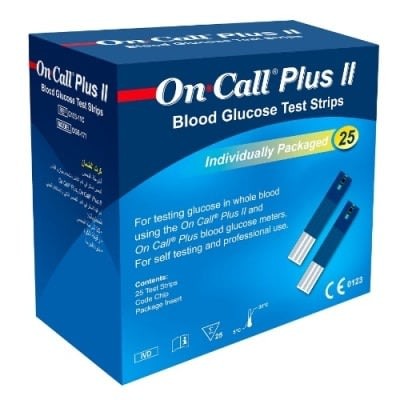 On Call® Plus II
Blood Glucose Test Strips
Individually Packaged 25
For testing glucose in whole blood
using the On Call® Plus II and
On Call® Plus blood glucose meters.
For self testing and professional use.
Contents:
25 Test Strips
Code Chip
Package Insert
CE 0123
IVD
i
25
On Call® Plus II
Blood Glucose Test Strips
REF